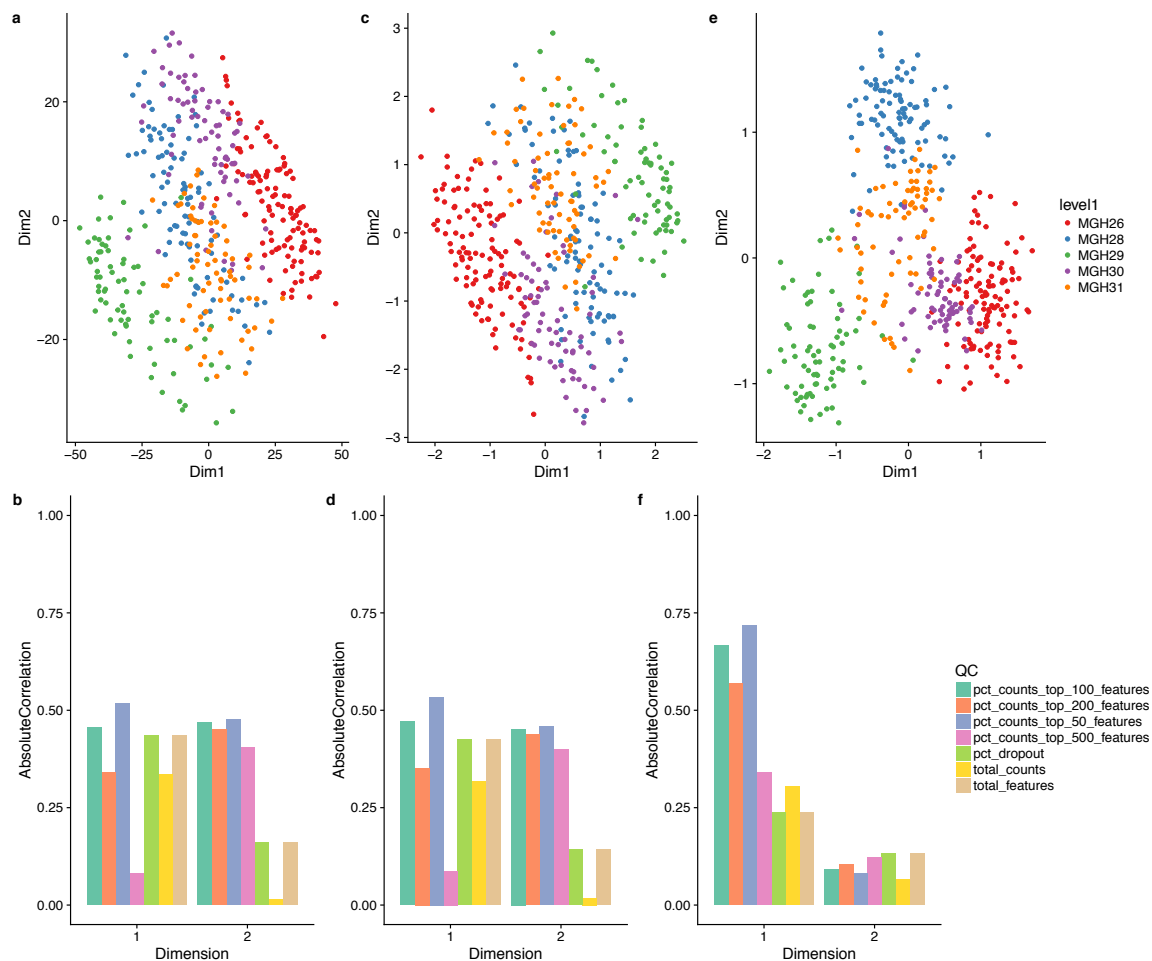 a
20
0
−20
Dim2
−50
−25
0
25
50
Dim1
c
3
2
1
0
−1
−2
−3
Dim2
−2
−1
0
1
2
Dim1
e
1
0
−1
Dim2
−2
−1
0
1
Dim1
level1
MGH26
MGH28
MGH29
MGH30
MGH31
b
1.00
0.75
0.50
0.25
0.00
AbsoluteCorrelation
1
2
Dimension
d
1.00
0.75
0.50
0.25
0.00
AbsoluteCorrelation
1
2
Dimension
f
1.00
0.75
0.50
0.25
0.00
AbsoluteCorrelation
1
2
Dimension
QC
pct_counts_top_100_features
pct_counts_top_200_features
pct_counts_top_50_features
pct_counts_top_500_features
pct_dropout
total_counts
total_features